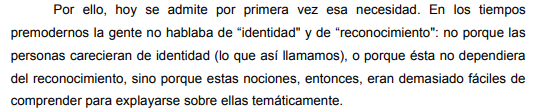 Por ello, hoy se admite por primera vez esa necesidad. En los tiempos
premodernos la gente no hablaba de “identidad" y de “reconocimiento": no porque las
personas carecieran de identidad (lo que así llamamos), o porque ésta no dependiera
del reconocimiento, sino porque estas nociones, entonces, eran demasiado fáciles de
comprender para explayarse sobre ellas temáticamente.